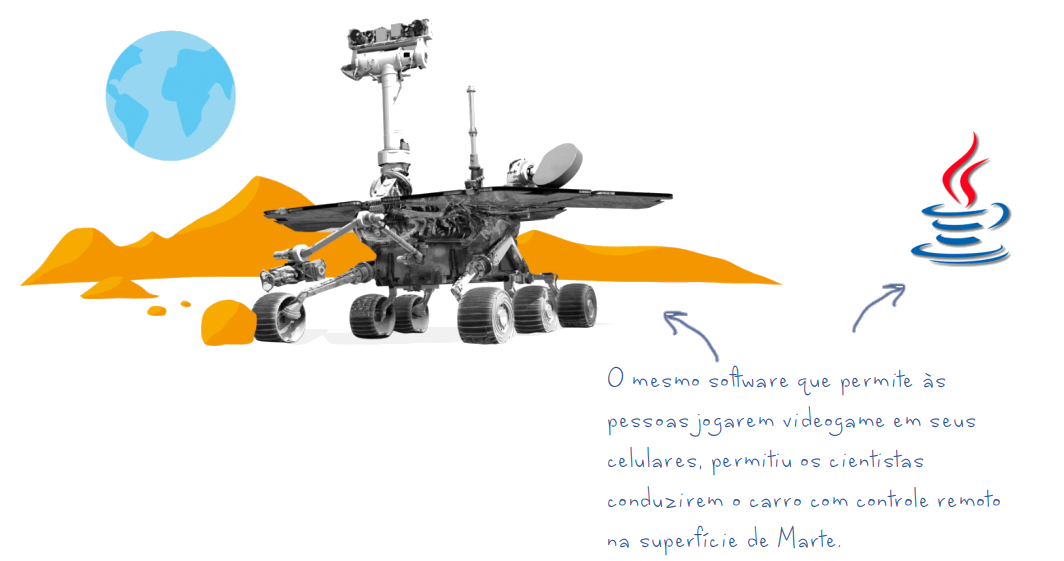 O mesmo software que permite às
pessoas jogarem videogame em seus
celulares, permitiu os cientistas
conduzirem o carro com controle remoto
na superfície de Marte.